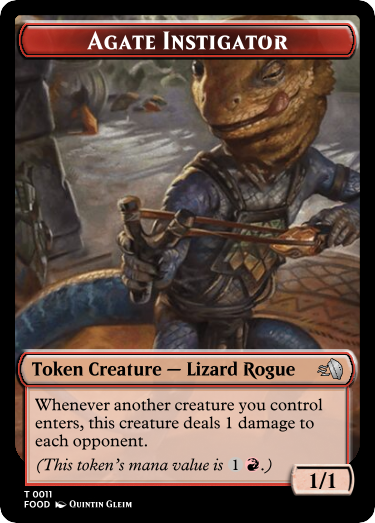 AGATE INSTIGATOR
Token Creature — Lizard Rogue
Whenever another creature you control
enters, this creature deals 1 damage to
each opponent.
(This token's mana value is 1 R.)
1/1
T 0011
FOOD QUINTIN GLEIM